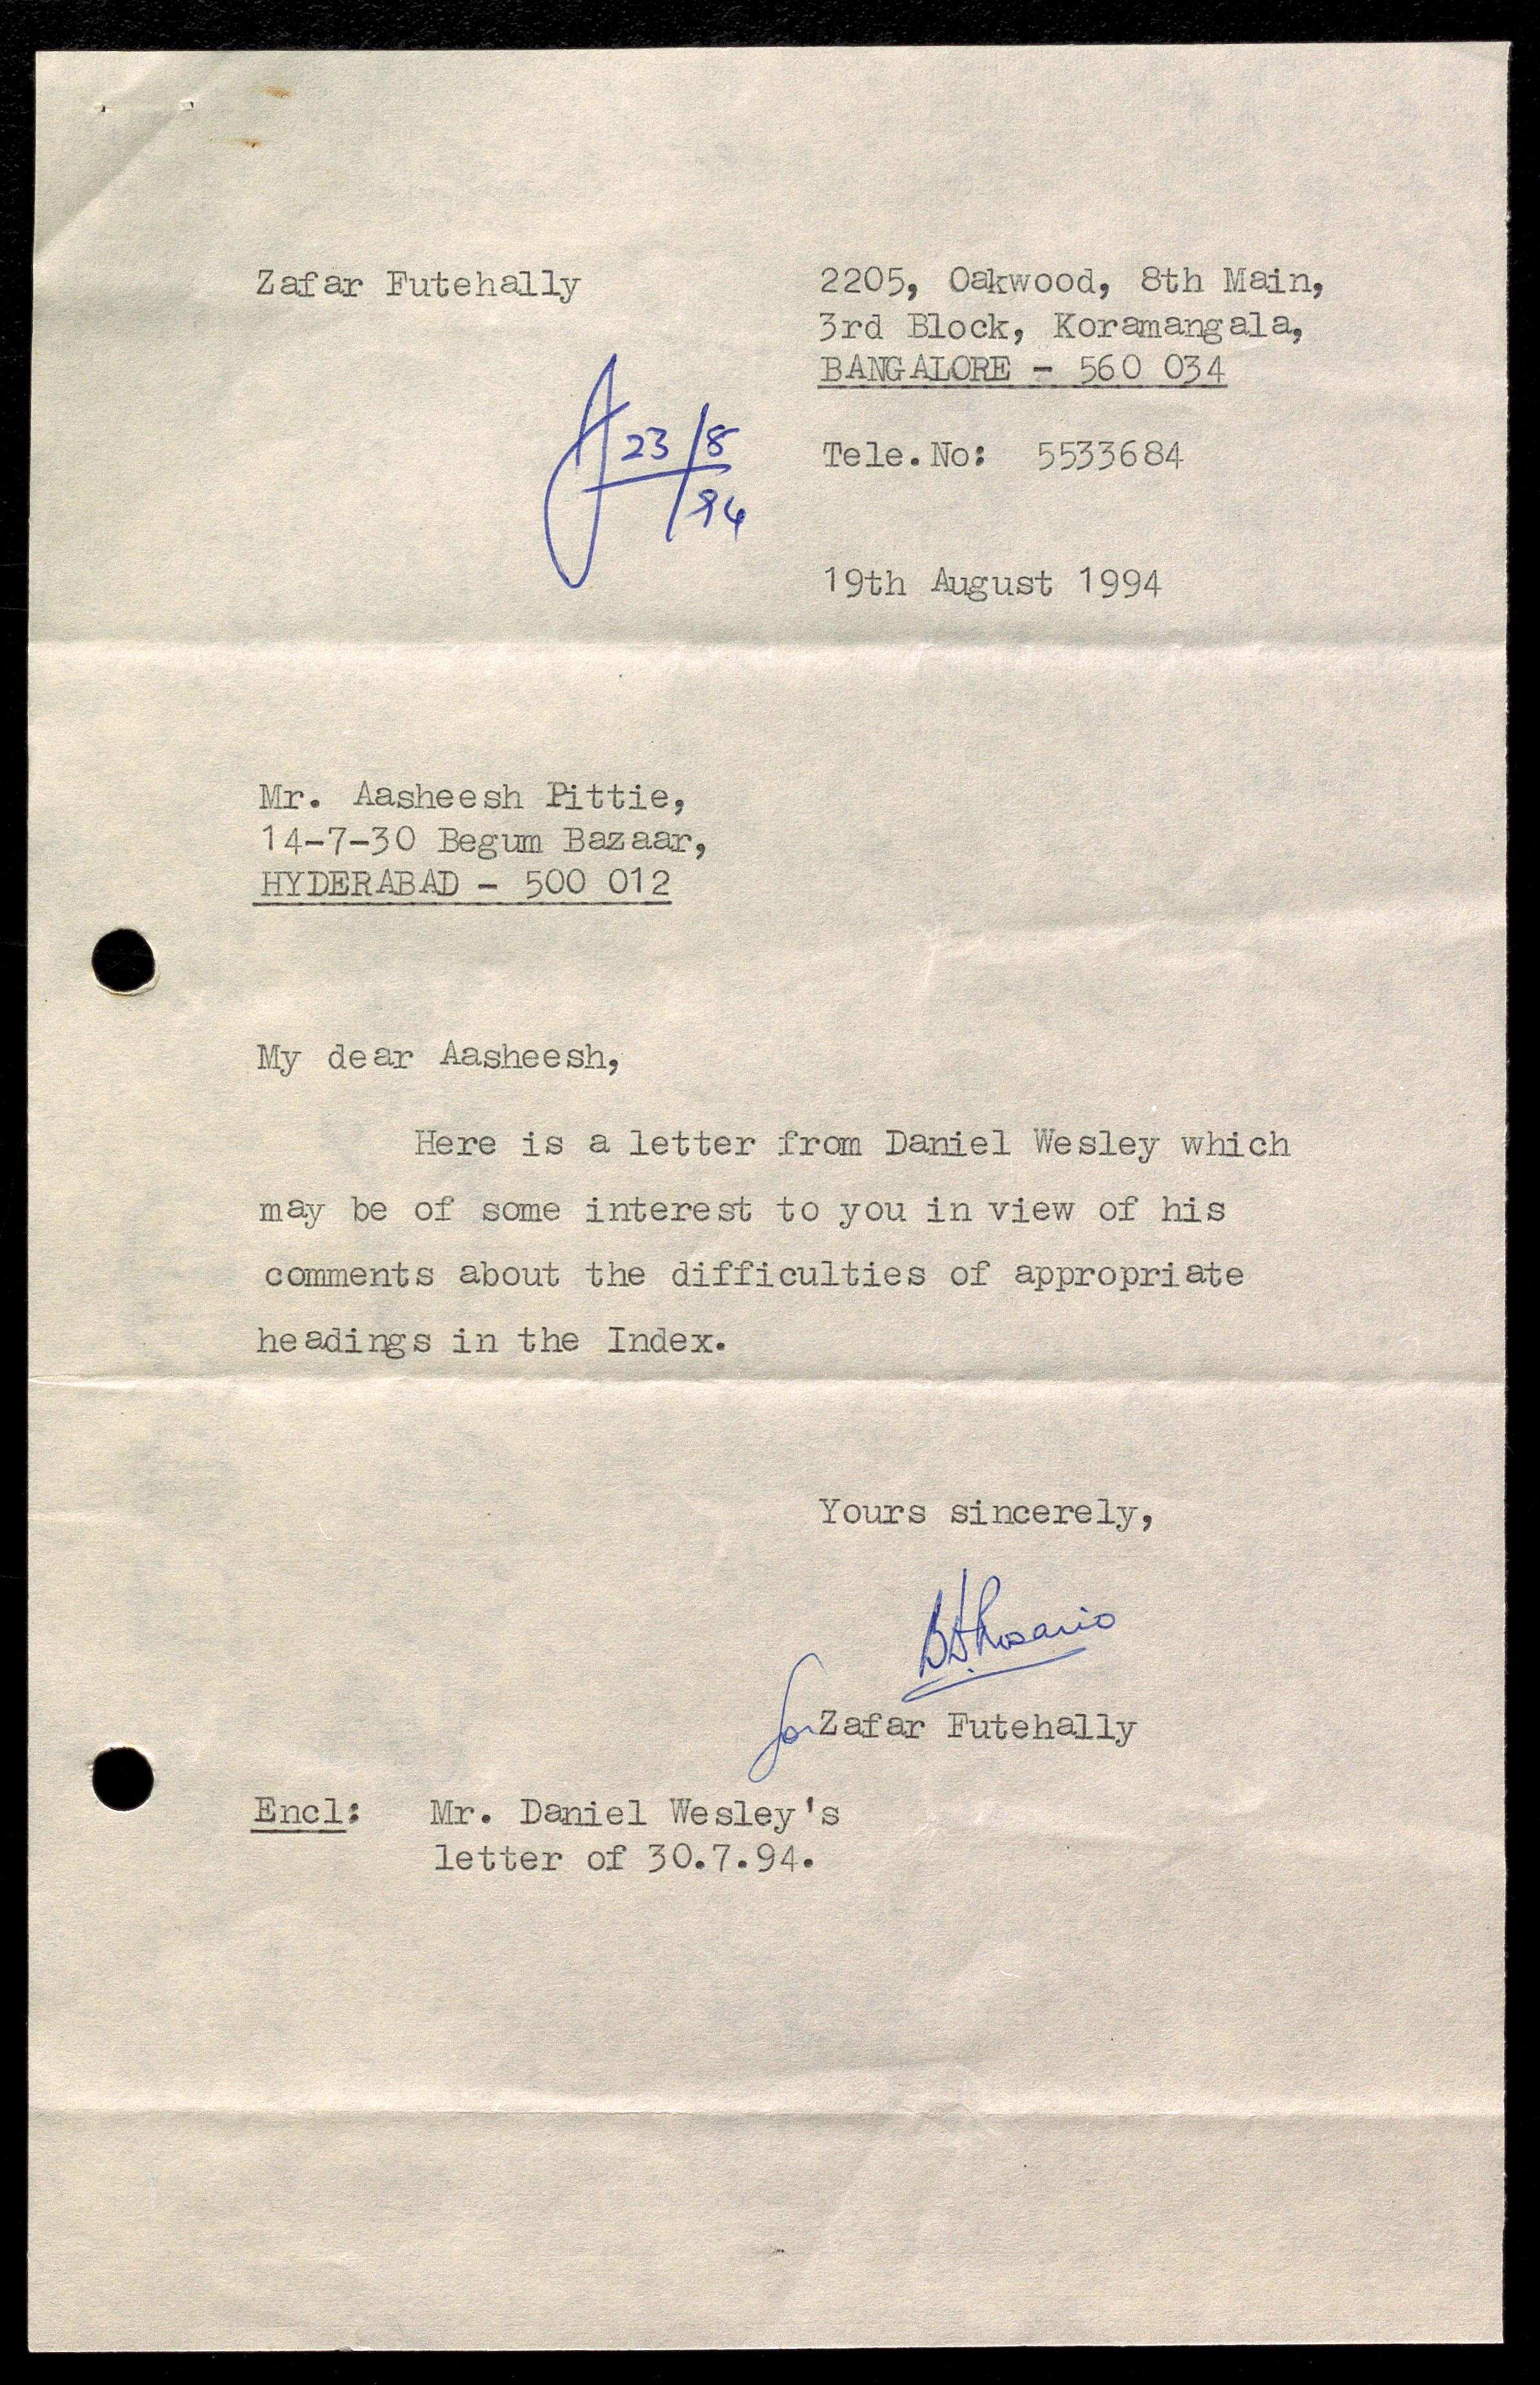 Zafar Futehally
2205, Oakwood, 8th Main,
3rd Block, Koramangala,
BANGALORE - 560 034
23/8
94
Tele.No: 5533684
19th August 1994
Mr. Aasheesh Pittie,
14-7-30 Begum Bazaar,
HYDERABAD - 500 012
My dear Aasheesh,
Here is a letter from Daniel Wesley which
may be of some interest to you in view of his
comments about the difficulties of appropriate
headings in the Index.
Yours sincerely,
for Zafar Futehally
Encl: Mr. Daniel Wesley's
letter of 30.7.94.